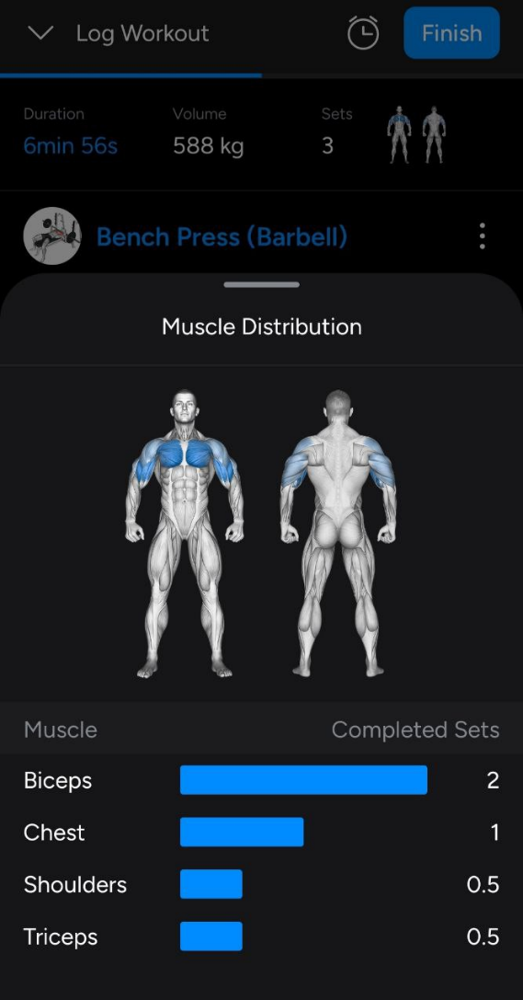 Log Workout
Finish
Duration
Volume
Sets
6min 56s
588 kg
3
Bench Press (Barbell)
Muscle Distribution
Muscle
Completed Sets
Biceps
2
Chest
1
Shoulders
0.5
Triceps
0.5